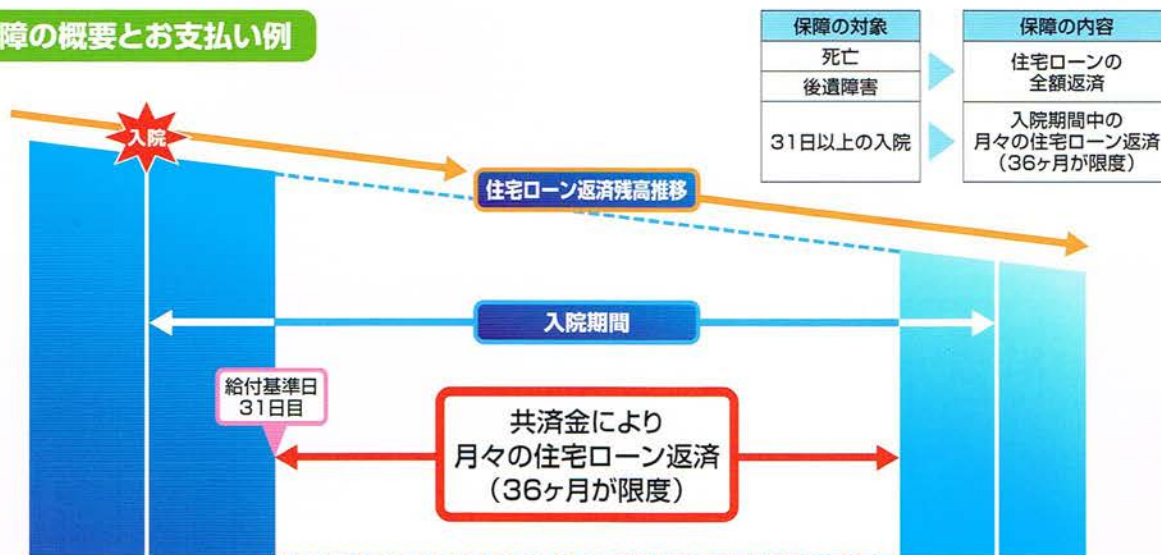 障の概要とお支払い例
保障の対象
保障の内容
死亡
後遺障害
住宅ローンの
全額返済
31日以上の入院
入院期間中の
月々の住宅ローン返済
（36ヶ月が限度）
入院
住宅ローン返済残高推移
入院期間
給付基準日
31日目
共済金により
月々の住宅ローン返済
（36ヶ月が限度）